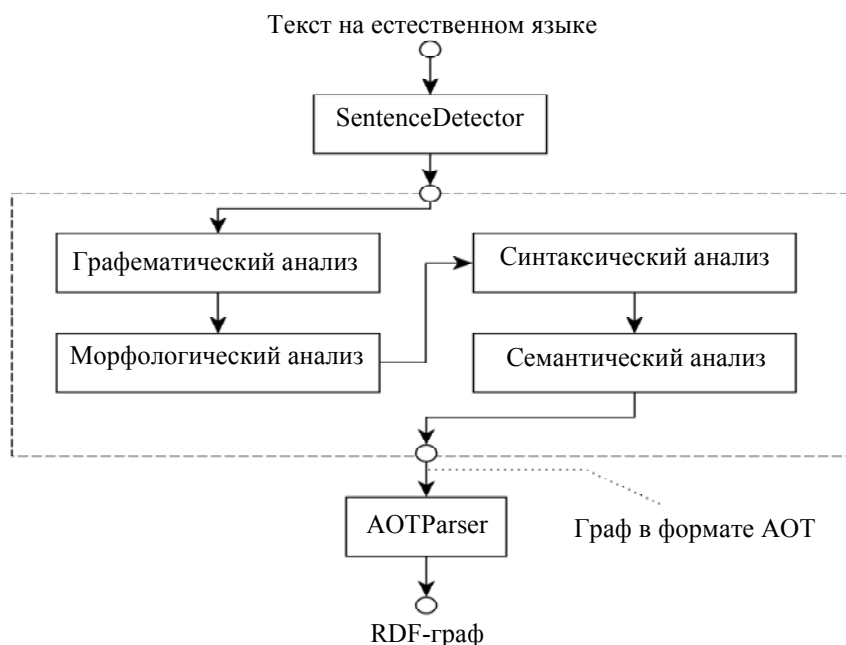 Текст на естественном языке
SentenceDetector
Графематический анализ
Морфологический анализ
Синтаксический анализ
Семантический анализ
AOTParser
Граф в формате АОТ
RDF-граф